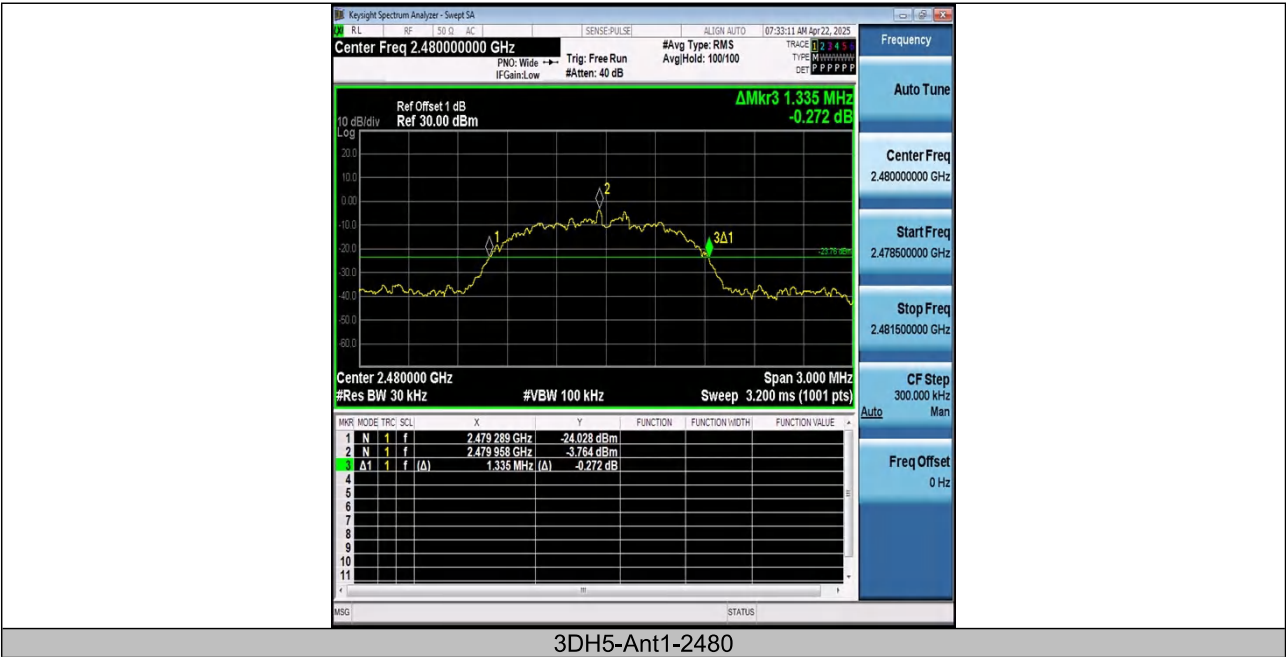 Keysight Spectrum Analyzer - Swept SA
RL RF 50 Ω AC SENSE:PULSE ALIGN AUTO 07:33:11 AM Apr 22, 2025
Center Freq 2.480000000 GHz #Avg Type: RMS TRACE 1 2 3 4 5 6
PNO: Wide Trig: Free Run Avg|Hold: 100/100 TYPE M
IFGain:Low #Atten: 40 dB DET P P P P P P
Frequency
Auto Tune
Center Freq
2.480000000 GHz
Start Freq
2.478500000 GHz
Stop Freq
2.481500000 GHz
CF Step
300.000 kHz
Auto Man
Freq Offset
0 Hz
ΔMkr3 1.335 MHz
-0.272 dB
Ref Offset 1 dB
10 dB/div Ref 30.00 dBm
Log
20.0
10.0
0.00
-10.0
-20.0
-30.0
-40.0
-50.0
-60.0
1
2
3Δ1
-23.76 dBm
Center 2.480000 GHz Span 3.000 MHz
#Res BW 30 kHz #VBW 100 kHz Sweep 3.200 ms (1001 pts)
MKR MODE TRC SCL X Y FUNCTION FUNCTION WIDTH FUNCTION VALUE
1 N 1 f 2.479 289 GHz -24.028 dBm
2 N 1 f 2.479 958 GHz -3.764 dBm
3 Δ1 1 f (Δ) 1.335 MHz (Δ) -0.272 dB
4
5
6
7
8
9
10
11
MSG STATUS
3DH5-Ant1-2480